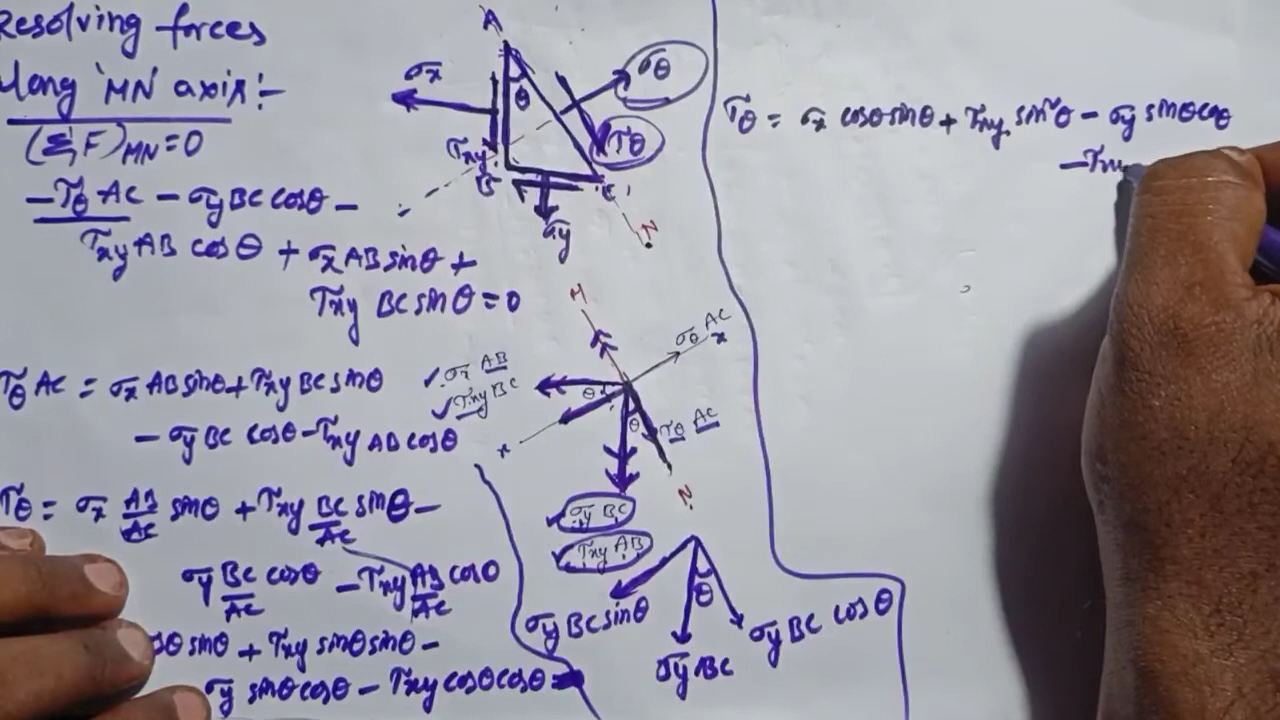 Resolving forces
along 'MN' axis:-
(ΣF)MN=0
-τθ AC - σy BC cosθ -
τxy AB cos θ + σx AB sinθ +
τxy BC sinθ = 0
τθ AC = σx AB sinθ + τxy BC sinθ
- σy BC cosθ - τxy AB cosθ
τθ = σx AB/AC sinθ + τxy BC/AC sinθ -
σy BC/AC cosθ - τxy AB/AC cosθ
sθ sinθ + τxy sinθ sinθ -
σy sinθ cosθ - τxy cosθ cosθ
A
σx
θ
σθ
τθ
τxy
B
C
σy
N
M
σθ AC
x
σx AB
τxy BC
θ
θ
τθ AC
x
N
σy BC
τxy AB
θ
σy BC sinθ
σy BC cos θ
σy BC
τθ = σx cosθ sinθ + τxy sin²θ - σy sinθ cosθ
-τxy